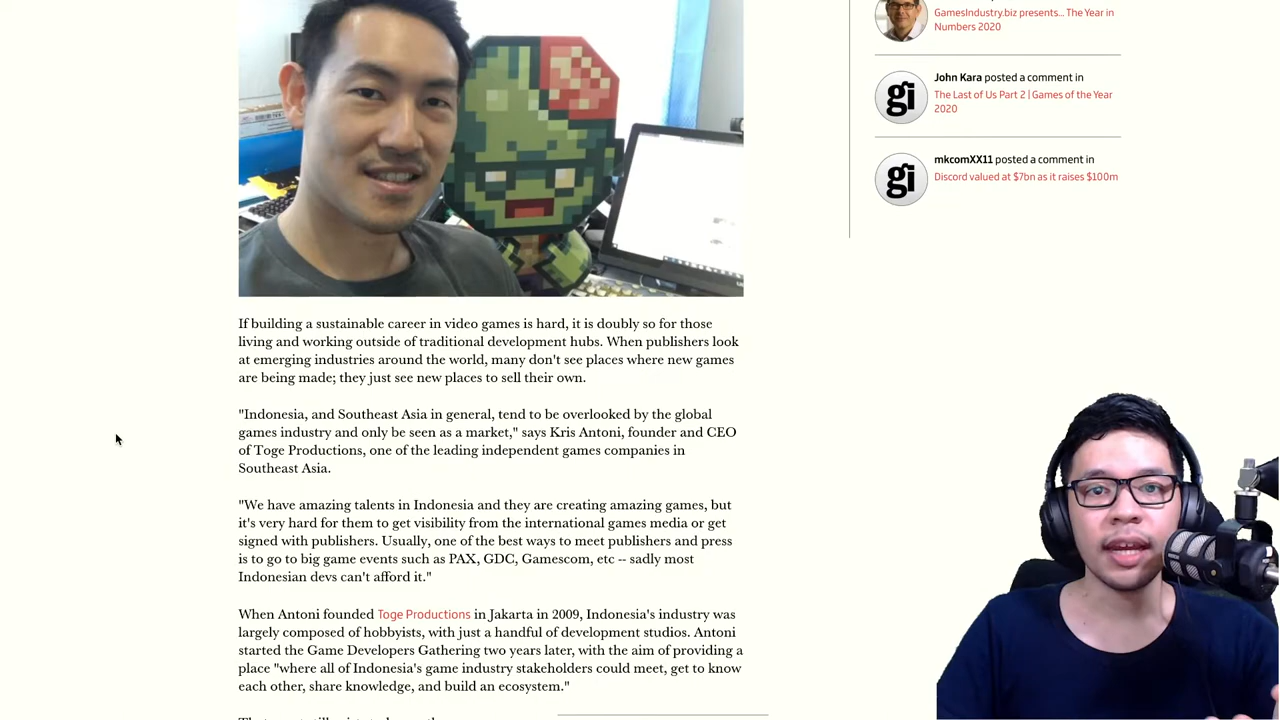 GamesIndustry.biz presents... The Year in
Numbers 2020
gi
John Kara posted a comment in
The Last of Us Part 2 | Games of the Year
2020
gi
mkcomXX11 posted a comment in
Discord valued at $7bn as it raises $100m
If building a sustainable career in video games is hard, it is doubly so for those
living and working outside of traditional development hubs. When publishers look
at emerging industries around the world, many don't see places where new games
are being made; they just see new places to sell their own.
"Indonesia, and Southeast Asia in general, tend to be overlooked by the global
games industry and only be seen as a market," says Kris Antoni, founder and CEO
of Toge Productions, one of the leading independent games companies in
Southeast Asia.
"We have amazing talents in Indonesia and they are creating amazing games, but
it's very hard for them to get visibility from the international games media or get
signed with publishers. Usually, one of the best ways to meet publishers and press
is to go to big game events such as PAX, GDC, Gamescom, etc -- sadly most
Indonesian devs can't afford it."
When Antoni founded Toge Productions in Jakarta in 2009, Indonesia's industry was
largely composed of hobbyists, with just a handful of development studios. Antoni
started the Game Developers Gathering two years later, with the aim of providing a
place "where all of Indonesia's game industry stakeholders could meet, get to know
each other, share knowledge, and build an ecosystem."